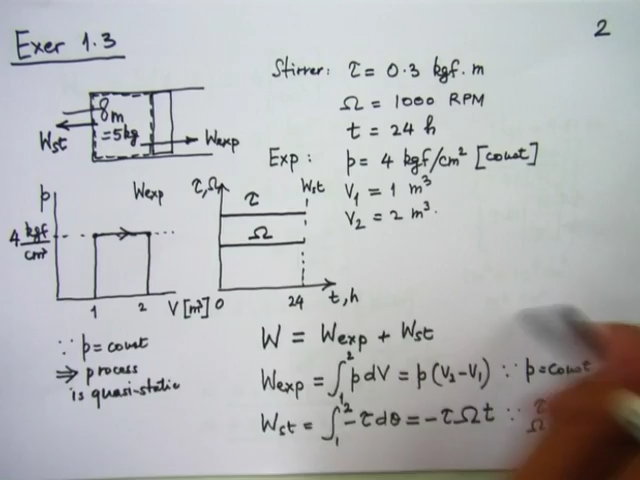 2
Exer 1.3
Stirrer: τ = 0.3 kgf.m
Ω = 1000 RPM
t = 24 h
Exp: p = 4 kgf/cm² [const]
V₁ = 1 m³
V₂ = 2 m³.
m
= 5kg
Wst
Wexp
p
Wexp
4 kgf/cm²
1 2 V [m³]
τ,Ω
Wst
τ
Ω
0 24 t, h
∵ p = const
⇒ process
is quasi-static
W = Wexp + Wst
Wexp = ∫₁² p dV = p (V₂ - V₁) ∵ p = const
Wst = ∫₁² -τ dθ = -τ Ω t ∵ τ
Ω